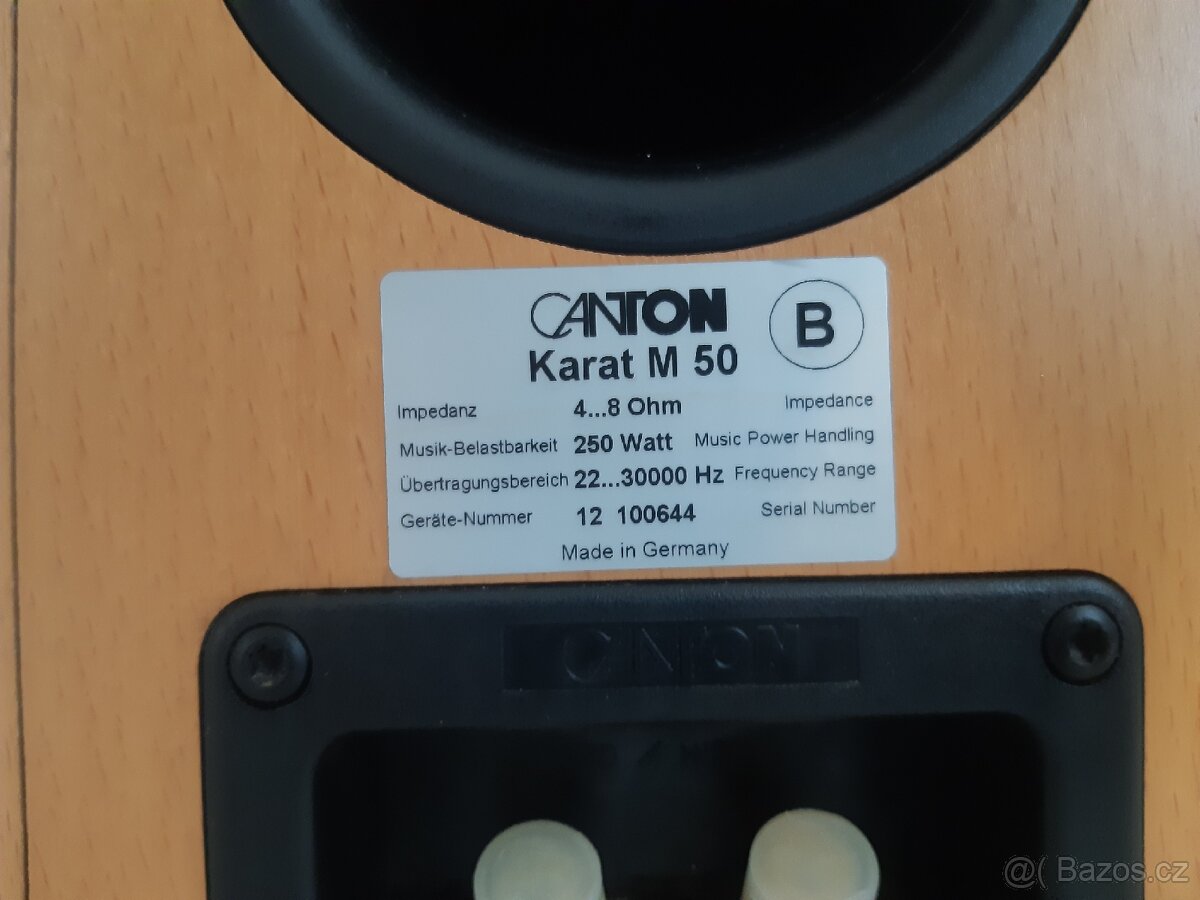 CANTON
B
Karat M 50
Impedanz 4...8 Ohm Impedance
Musik-Belastbarkeit 250 Watt Music Power Handling
Übertragungsbereich 22...30000 Hz Frequency Range
Geräte-Nummer 12 100644 Serial Number
Made in Germany
CANTON
@( Bazos.cz